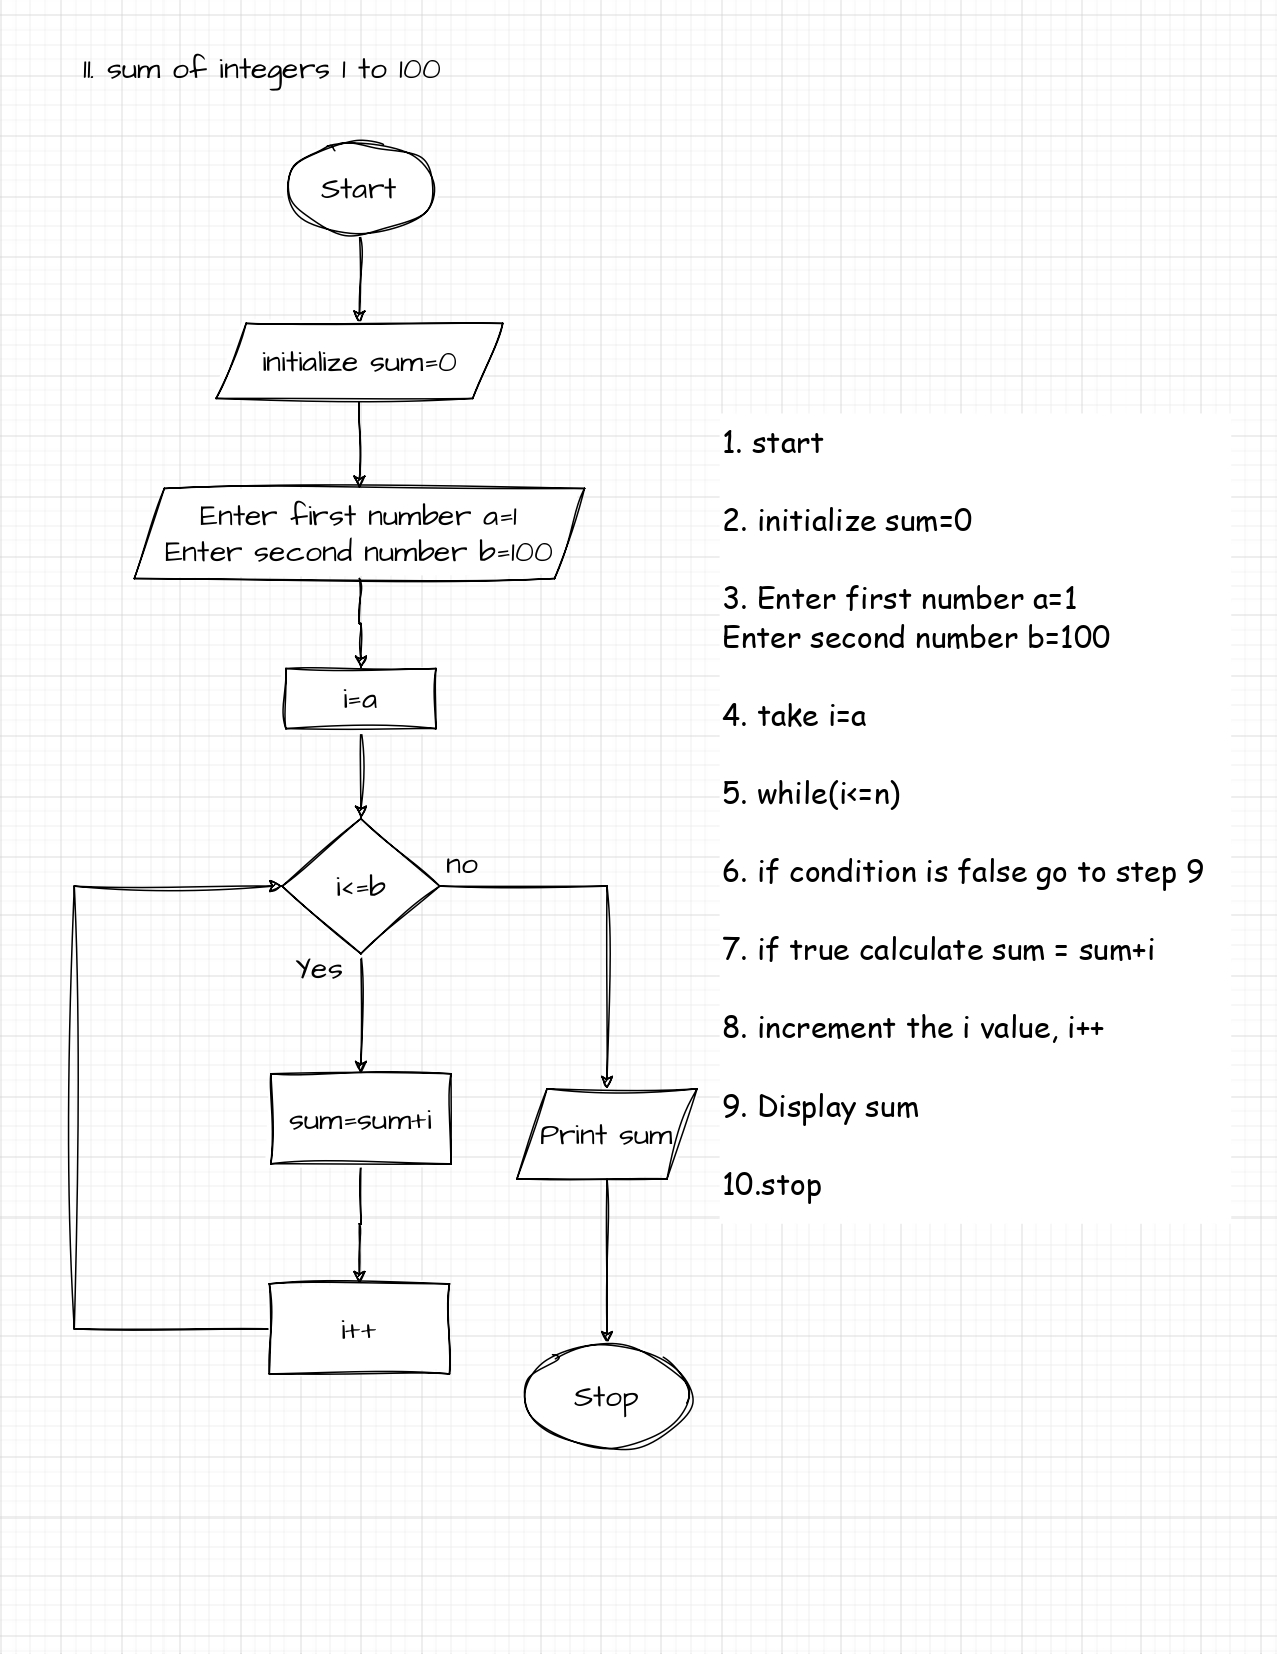 11. sum of integers 1 to 100
Start
initialize sum=0
Enter first number a=1
Enter second number b=100
i=a
i<=b
no
Yes
sum=sum+i
Print sum
i++
Stop
1. start
2. initialize sum=0
3. Enter first number a=1
Enter second number b=100
4. take i=a
5. while(i<=n)
6. if condition is false go to step 9
7. if true calculate sum = sum+i
8. increment the i value, i++
9. Display sum
10.stop